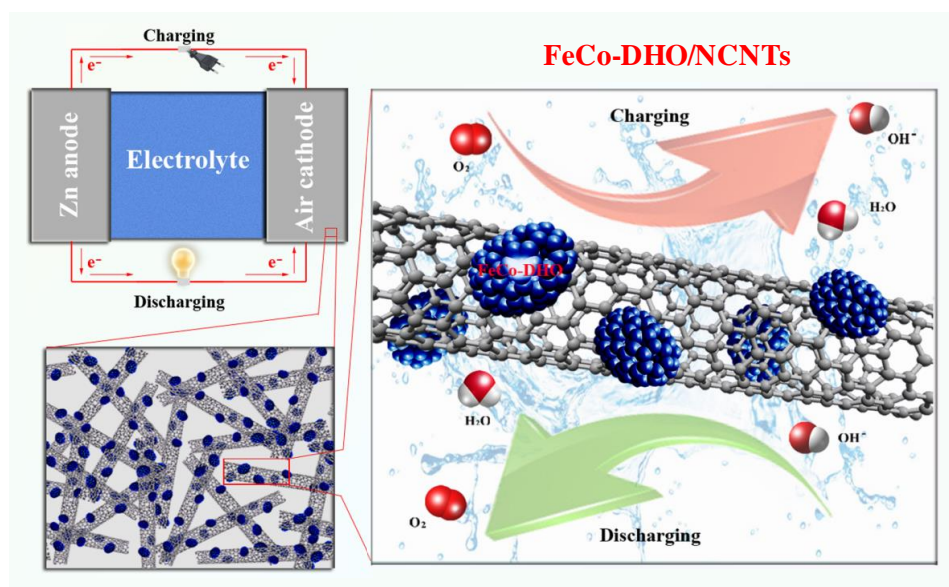 Charging
e⁻
e⁻
FeCo-DHO/NCNTs
Zn anode
Electrolyte
Air cathode
e⁻
e⁻
Discharging
Charging
O₂
OH⁻
H₂O
FeCo-DHO
H₂O
OH⁻
O₂
Discharging